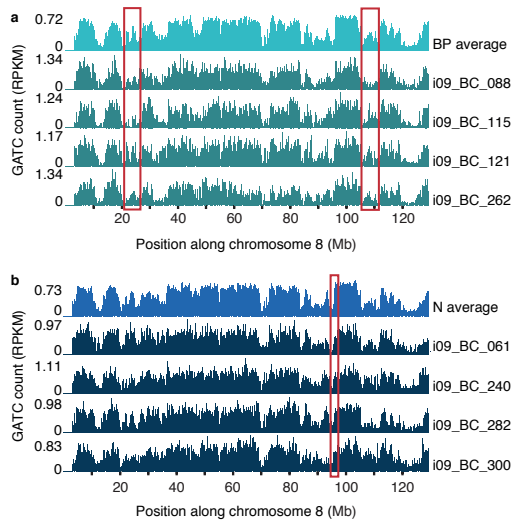 a
0.72
0
BP average
1.34
0
i09_BC_088
1.24
0
i09_BC_115
1.17
0
i09_BC_121
1.34
0
i09_BC_262
GATC count (RPKM)
20 40 60 80 100 120
Position along chromosome 8 (Mb)
b
0.73
0
N average
0.97
0
i09_BC_061
1.11
0
i09_BC_240
0.98
0
i09_BC_282
0.83
0
i09_BC_300
GATC count (RPKM)
20 40 60 80 100 120
Position along chromosome 8 (Mb)